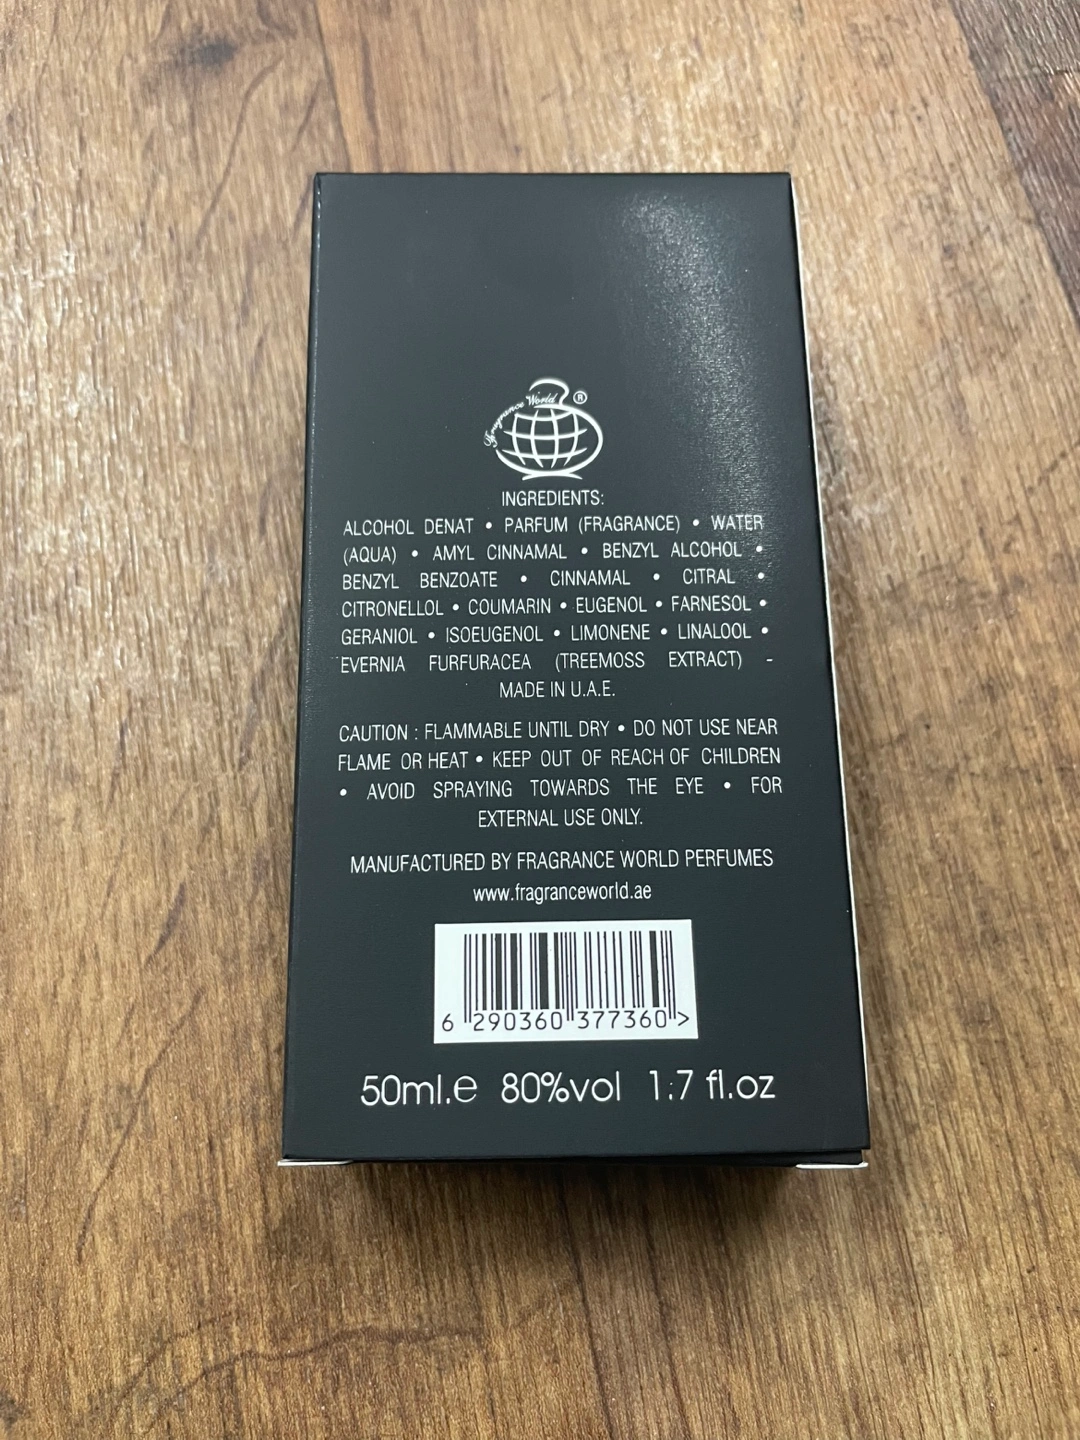 Fragrance World ®
INGREDIENTS:
ALCOHOL DENAT • PARFUM (FRAGRANCE) • WATER
(AQUA) • AMYL CINNAMAL • BENZYL ALCOHOL •
BENZYL BENZOATE • CINNAMAL • CITRAL •
CITRONELLOL • COUMARIN • EUGENOL • FARNESOL •
GERANIOL • ISOEUGENOL • LIMONENE • LINALOOL •
EVERNIA FURFURACEA (TREEMOSS EXTRACT) -
MADE IN U.A.E.
CAUTION : FLAMMABLE UNTIL DRY • DO NOT USE NEAR
FLAME OR HEAT • KEEP OUT OF REACH OF CHILDREN
• AVOID SPRAYING TOWARDS THE EYE • FOR
EXTERNAL USE ONLY.
MANUFACTURED BY FRAGRANCE WORLD PERFUMES
www.fragranceworld.ae
6 290360 377360 >
50ml.e 80%vol 1.7 fl.oz